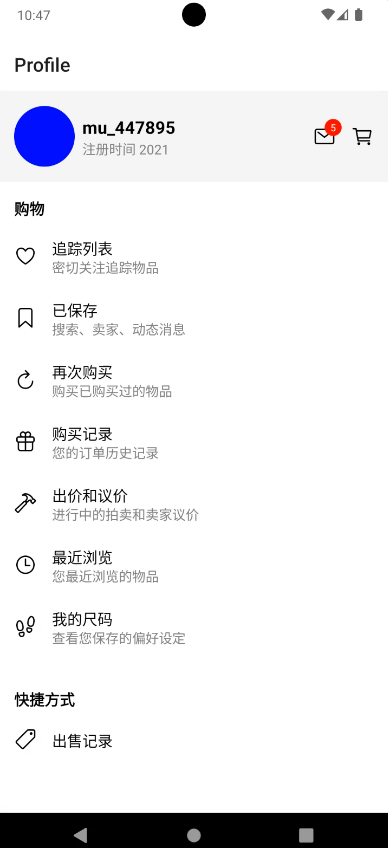 10:47
Profile
mu_447895
注册时间 2021
5
购物
追踪列表
密切关注追踪物品
已保存
搜索、卖家、动态消息
再次购买
购买已购买过的物品
购买记录
您的订单历史记录
出价和议价
进行中的拍卖和卖家议价
最近浏览
您最近浏览的物品
我的尺码
查看您保存的偏好设定
快捷方式
出售记录